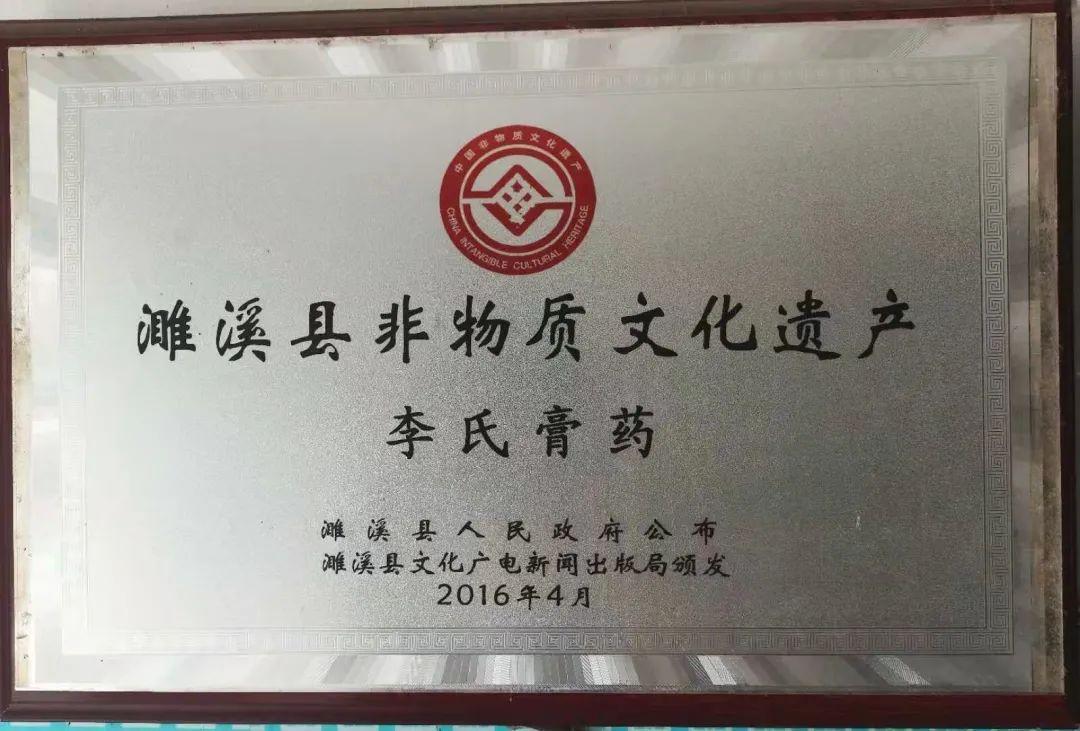 中国非物质文化遗产
CHINA INTANGIBLE CULTURAL HERITAGE
濉溪县非物质文化遗产
李氏膏药
濉溪县人民政府公布
濉溪县文化广电新闻出版局颁发
2016年4月